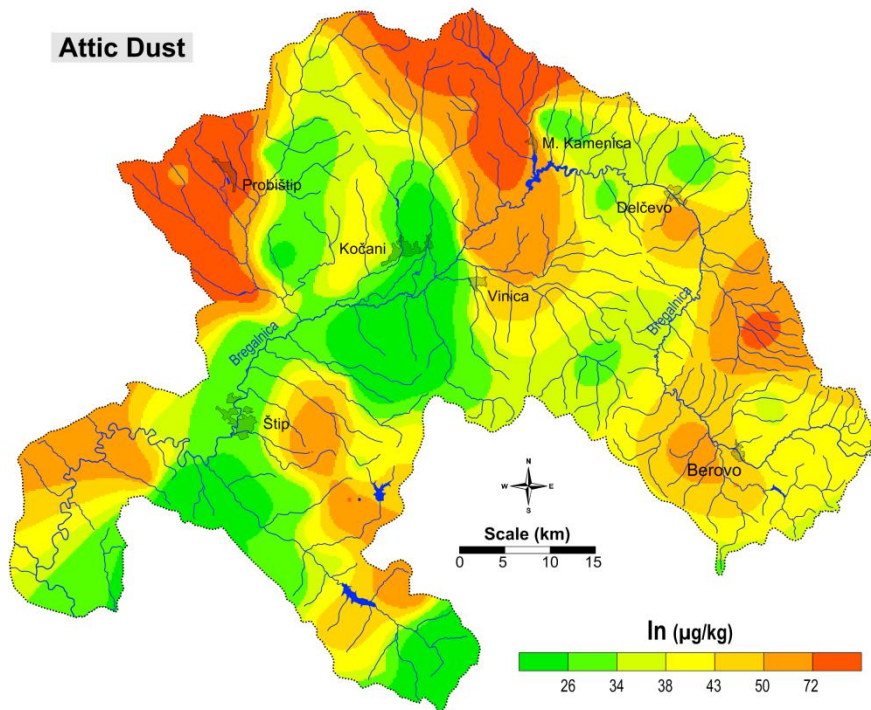 Attic Dust
M. Kamenica
Probištip
Delčevo
Kočani
Vinica
Bregalnica
Bregalnica
Štip
Berovo
N
W E
S
Scale (km)
0 5 10 15
In (µg/kg)
26 34 38 43 50 72